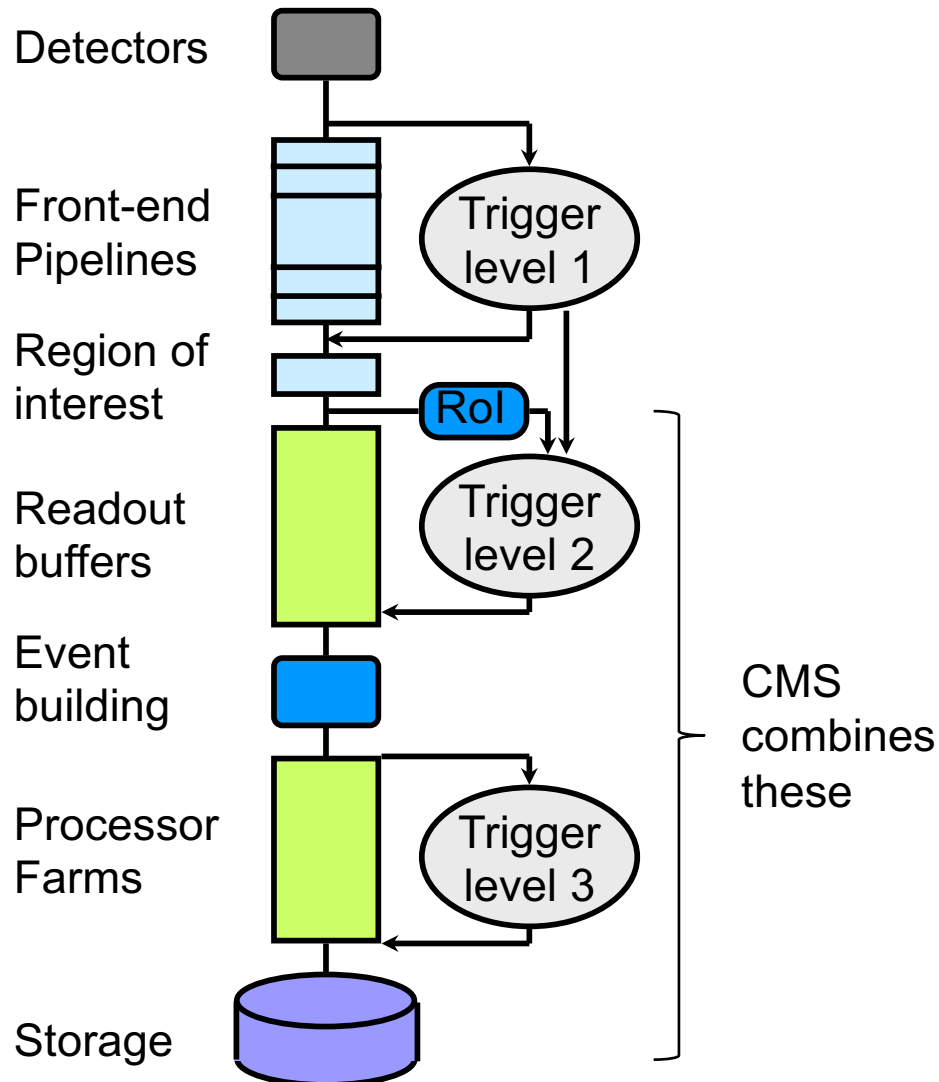 Detectors
Trigger
level 1
Front-end
Pipelines
Region of
interest
RoI
Trigger
level 2
Readout
buffers
Event
building
CMS
combines
these
Trigger
level 3
Processor
Farms
Storage